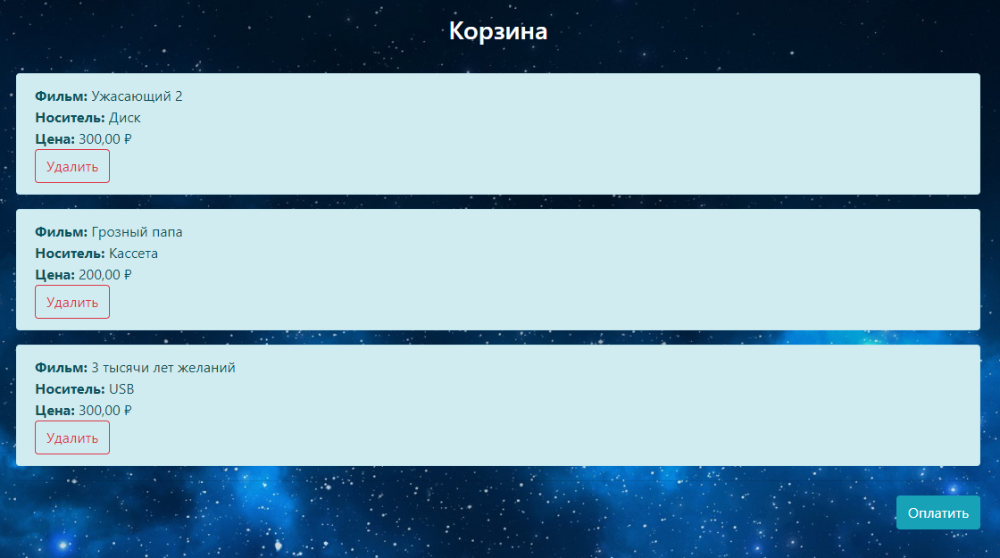 Корзина
Фильм: Ужасающий 2
Носитель: Диск
Цена: 300,00 ₽
Удалить
Фильм: Грозный папа
Носитель: Кассета
Цена: 200,00 ₽
Удалить
Фильм: 3 тысячи лет желаний
Носитель: USB
Цена: 300,00 ₽
Удалить
Оплатить